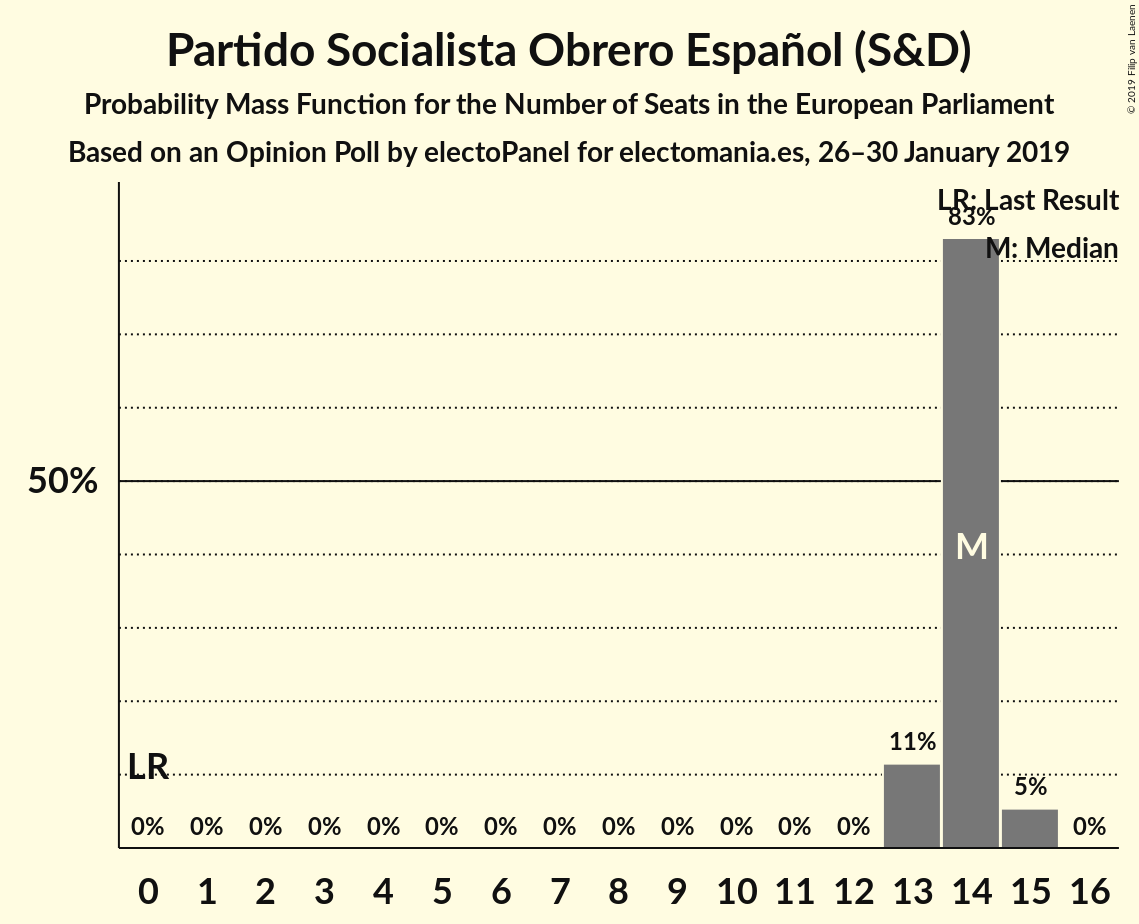 Partido Socialista Obrero Español (S&D)
Probability Mass Function for the Number of Seats in the European Parliament
Based on an Opinion Poll by electoPanel for electomania.es, 26–30 January 2019
© 2019 Filip van Laenen
LR: Last Result
83%
M: Median
50%
M
11%
LR
5%
0% 0% 0% 0% 0% 0% 0% 0% 0% 0% 0% 0% 0% 0%
0 1 2 3 4 5 6 7 8 9 10 11 12 13 14 15 16